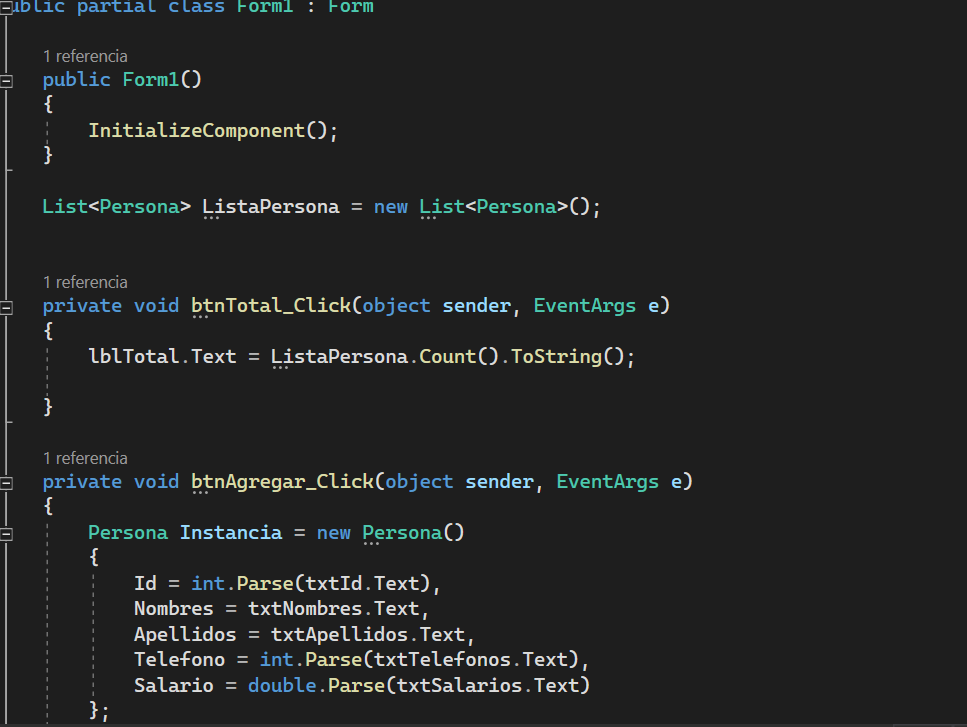 ublic partial class Form1 : Form
1 referencia
public Form1()
{
InitializeComponent();
}
List<Persona> ListaPersona = new List<Persona>();
1 referencia
private void btnTotal_Click(object sender, EventArgs e)
{
lblTotal.Text = ListaPersona.Count().ToString();
}
1 referencia
private void btnAgregar_Click(object sender, EventArgs e)
{
Persona Instancia = new Persona()
{
Id = int.Parse(txtId.Text),
Nombres = txtNombres.Text,
Apellidos = txtApellidos.Text,
Telefono = int.Parse(txtTelefonos.Text),
Salario = double.Parse(txtSalarios.Text)
};